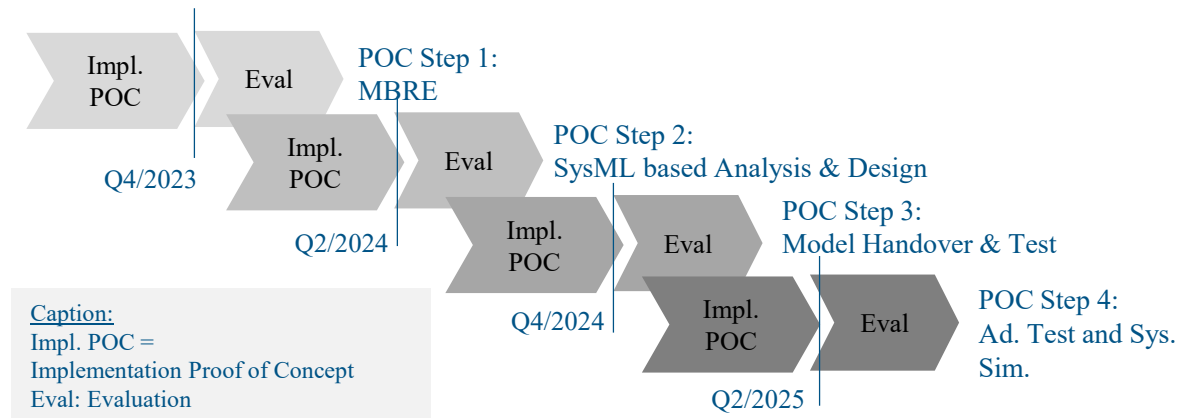 Impl.
POC
Eval
POC Step 1:
MBRE
Q4/2023
Impl.
POC
Eval
POC Step 2:
SysML based Analysis & Design
Q2/2024
Impl.
POC
Eval
POC Step 3:
Model Handover & Test
Q4/2024
Impl.
POC
Eval
POC Step 4:
Ad. Test and Sys.
Sim.
Q2/2025
Caption:
Impl. POC =
Implementation Proof of Concept
Eval: Evaluation